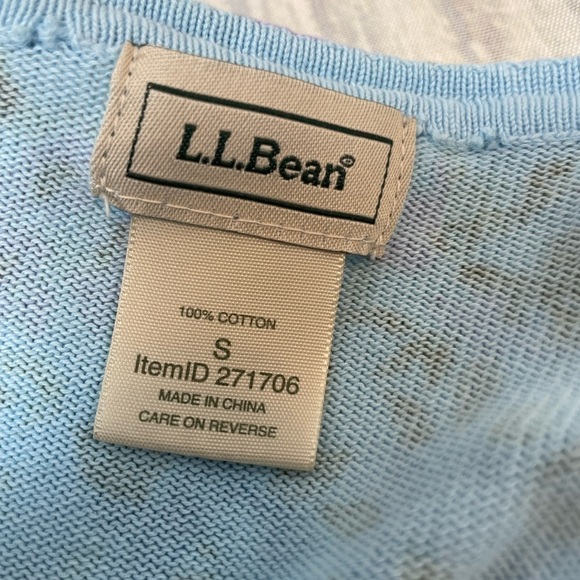 L.L.Bean®
100% COTTON
S
ItemID 271706
MADE IN CHINA
CARE ON REVERSE